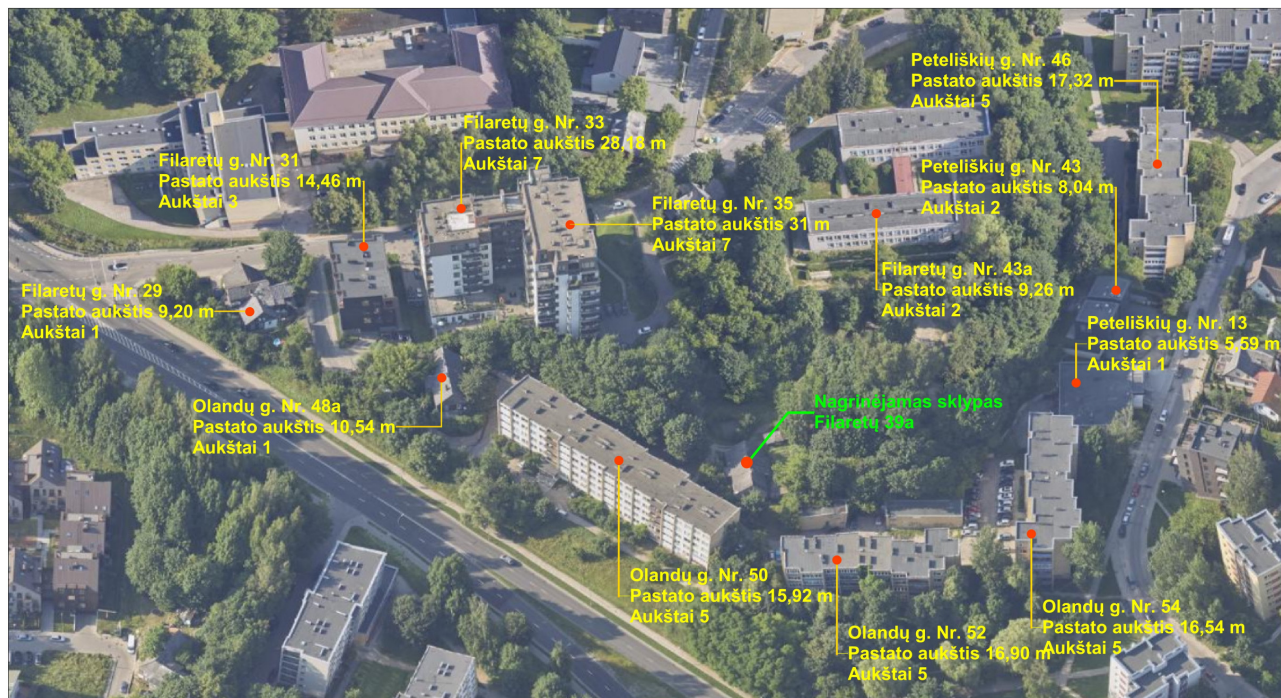 Peteliškių g. Nr. 46
Pastato aukštis 17,32 m
Aukštai 5
Filaretų g. Nr. 33
Pastato aukštis 28,18 m
Aukštai 7
Filaretų g. Nr. 31
Pastato aukštis 14,46 m
Aukštai 3
Peteliškių g. Nr. 43
Pastato aukštis 8,04 m
Aukštai 2
Filaretų g. Nr. 35
Pastato aukštis 31 m
Aukštai 7
Filaretų g. Nr. 43a
Pastato aukštis 9,26 m
Aukštai 2
Filaretų g. Nr. 29
Pastato aukštis 9,20 m
Aukštai 1
Peteliškių g. Nr. 13
Pastato aukštis 5,59 m
Aukštai 1
Olandų g. Nr. 48a
Pastato aukštis 10,54 m
Aukštai 1
Nagrinėjamas sklypas
Filaretų 39a
Olandų g. Nr. 50
Pastato aukštis 15,92 m
Aukštai 5
Olandų g. Nr. 54
Pastato aukštis 16,54 m
Aukštai 5
Olandų g. Nr. 52
Pastato aukštis 16,90 m
Aukštai 5